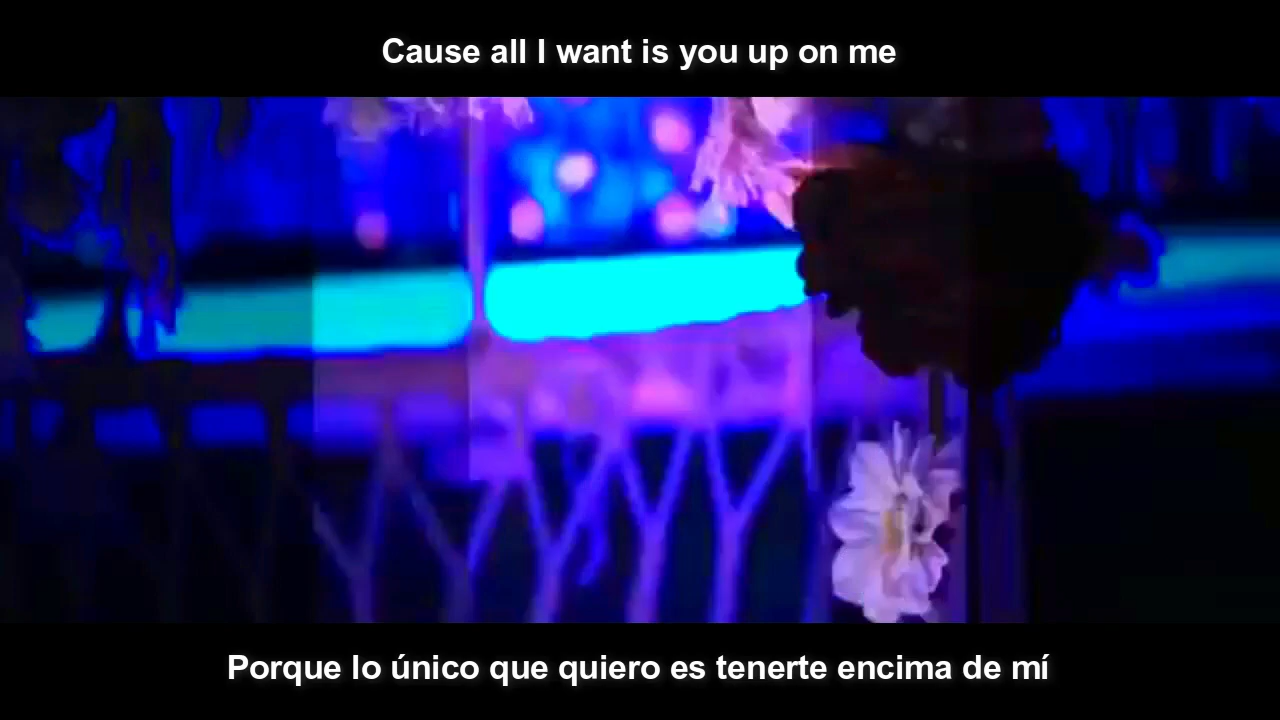 Cause all I want is you up on me
Porque lo único que quiero es tenerte encima de mí